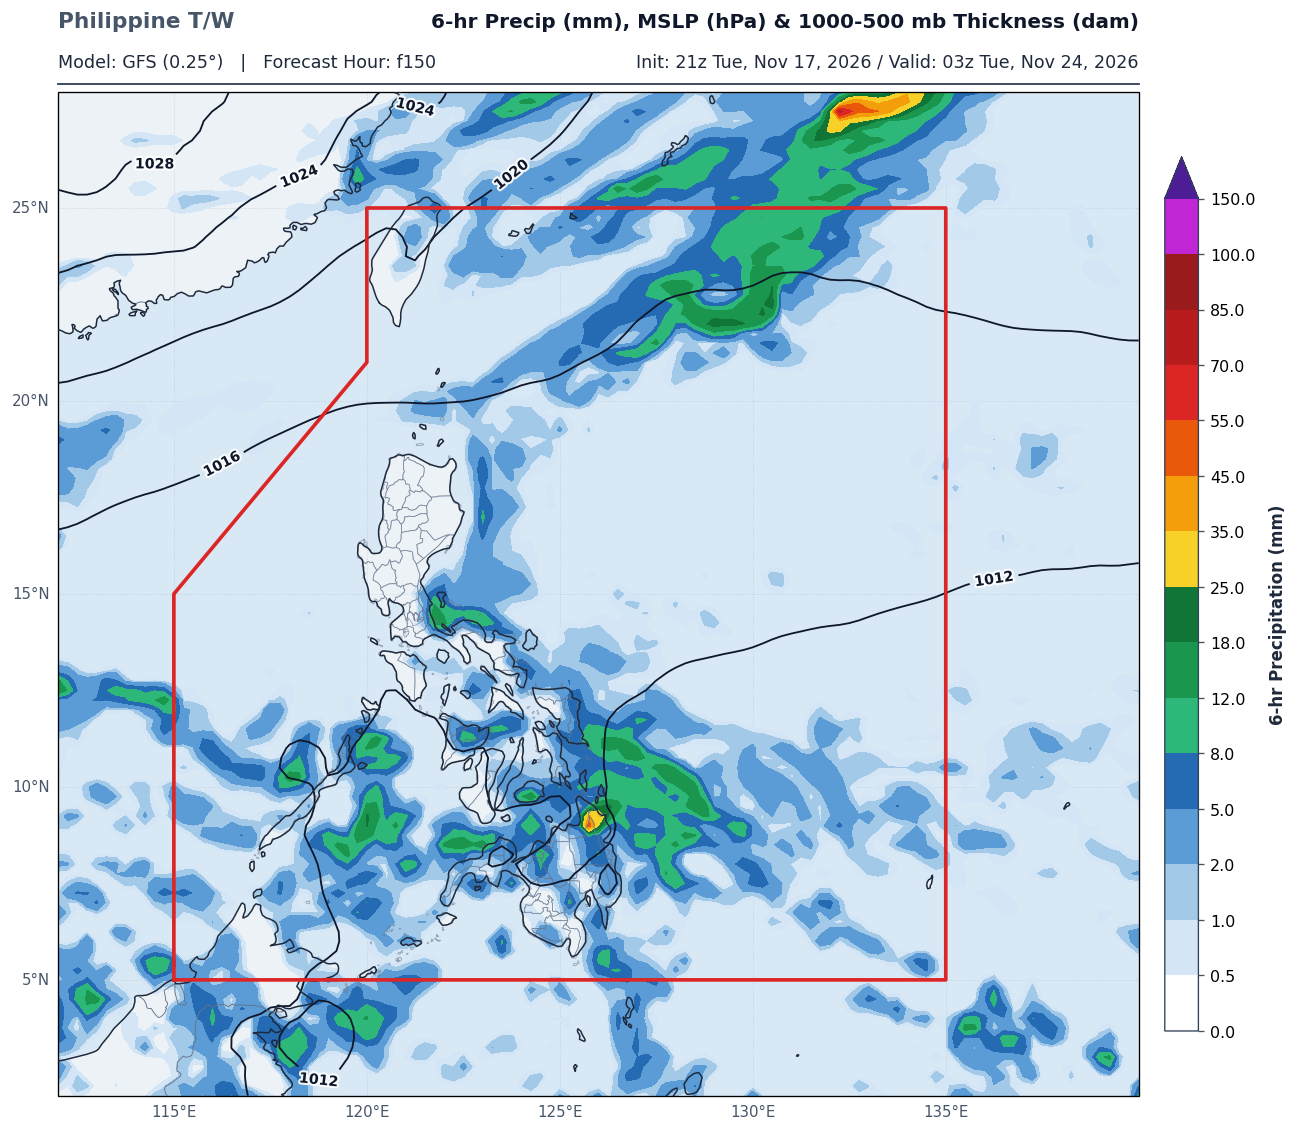 Philippine T/W
6-hr Precip (mm), MSLP (hPa) & 1000-500 mb Thickness (dam)
Model: GFS (0.25°) | Forecast Hour: f150
Init: 21z Tue, Nov 17, 2026 / Valid: 03z Tue, Nov 24, 2026
1024
1028
1024
1020
1016
1012
1012
25°N
20°N
15°N
10°N
5°N
115°E
120°E
125°E
130°E
135°E
150.0
100.0
85.0
70.0
55.0
45.0
35.0
25.0
18.0
12.0
8.0
5.0
2.0
1.0
0.5
0.0
6-hr Precipitation (mm)